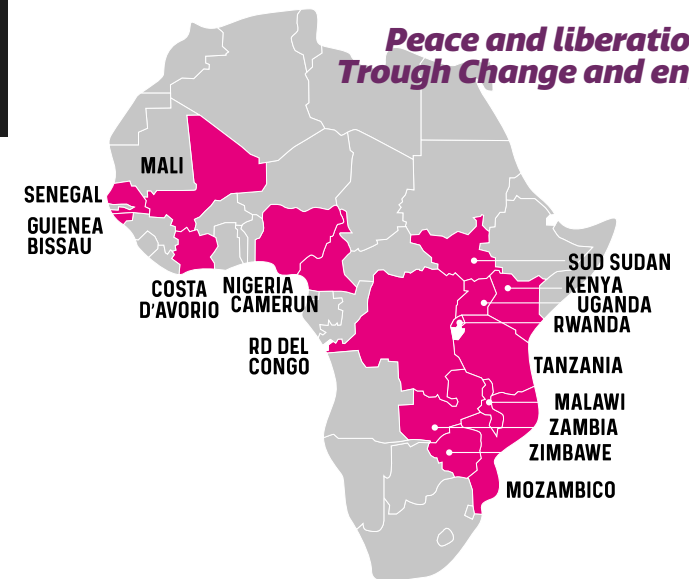 Peace and liberatio
Trough Change and en
MALI
SENEGAL
GUIENEA
BISSAU
COSTA
D'AVORIO
NIGERIA
CAMERUN
RD DEL
CONGO
SUD SUDAN
KENYA
UGANDA
RWANDA
TANZANIA
MALAWI
ZAMBIA
ZIMBAWE
MOZAMBICO